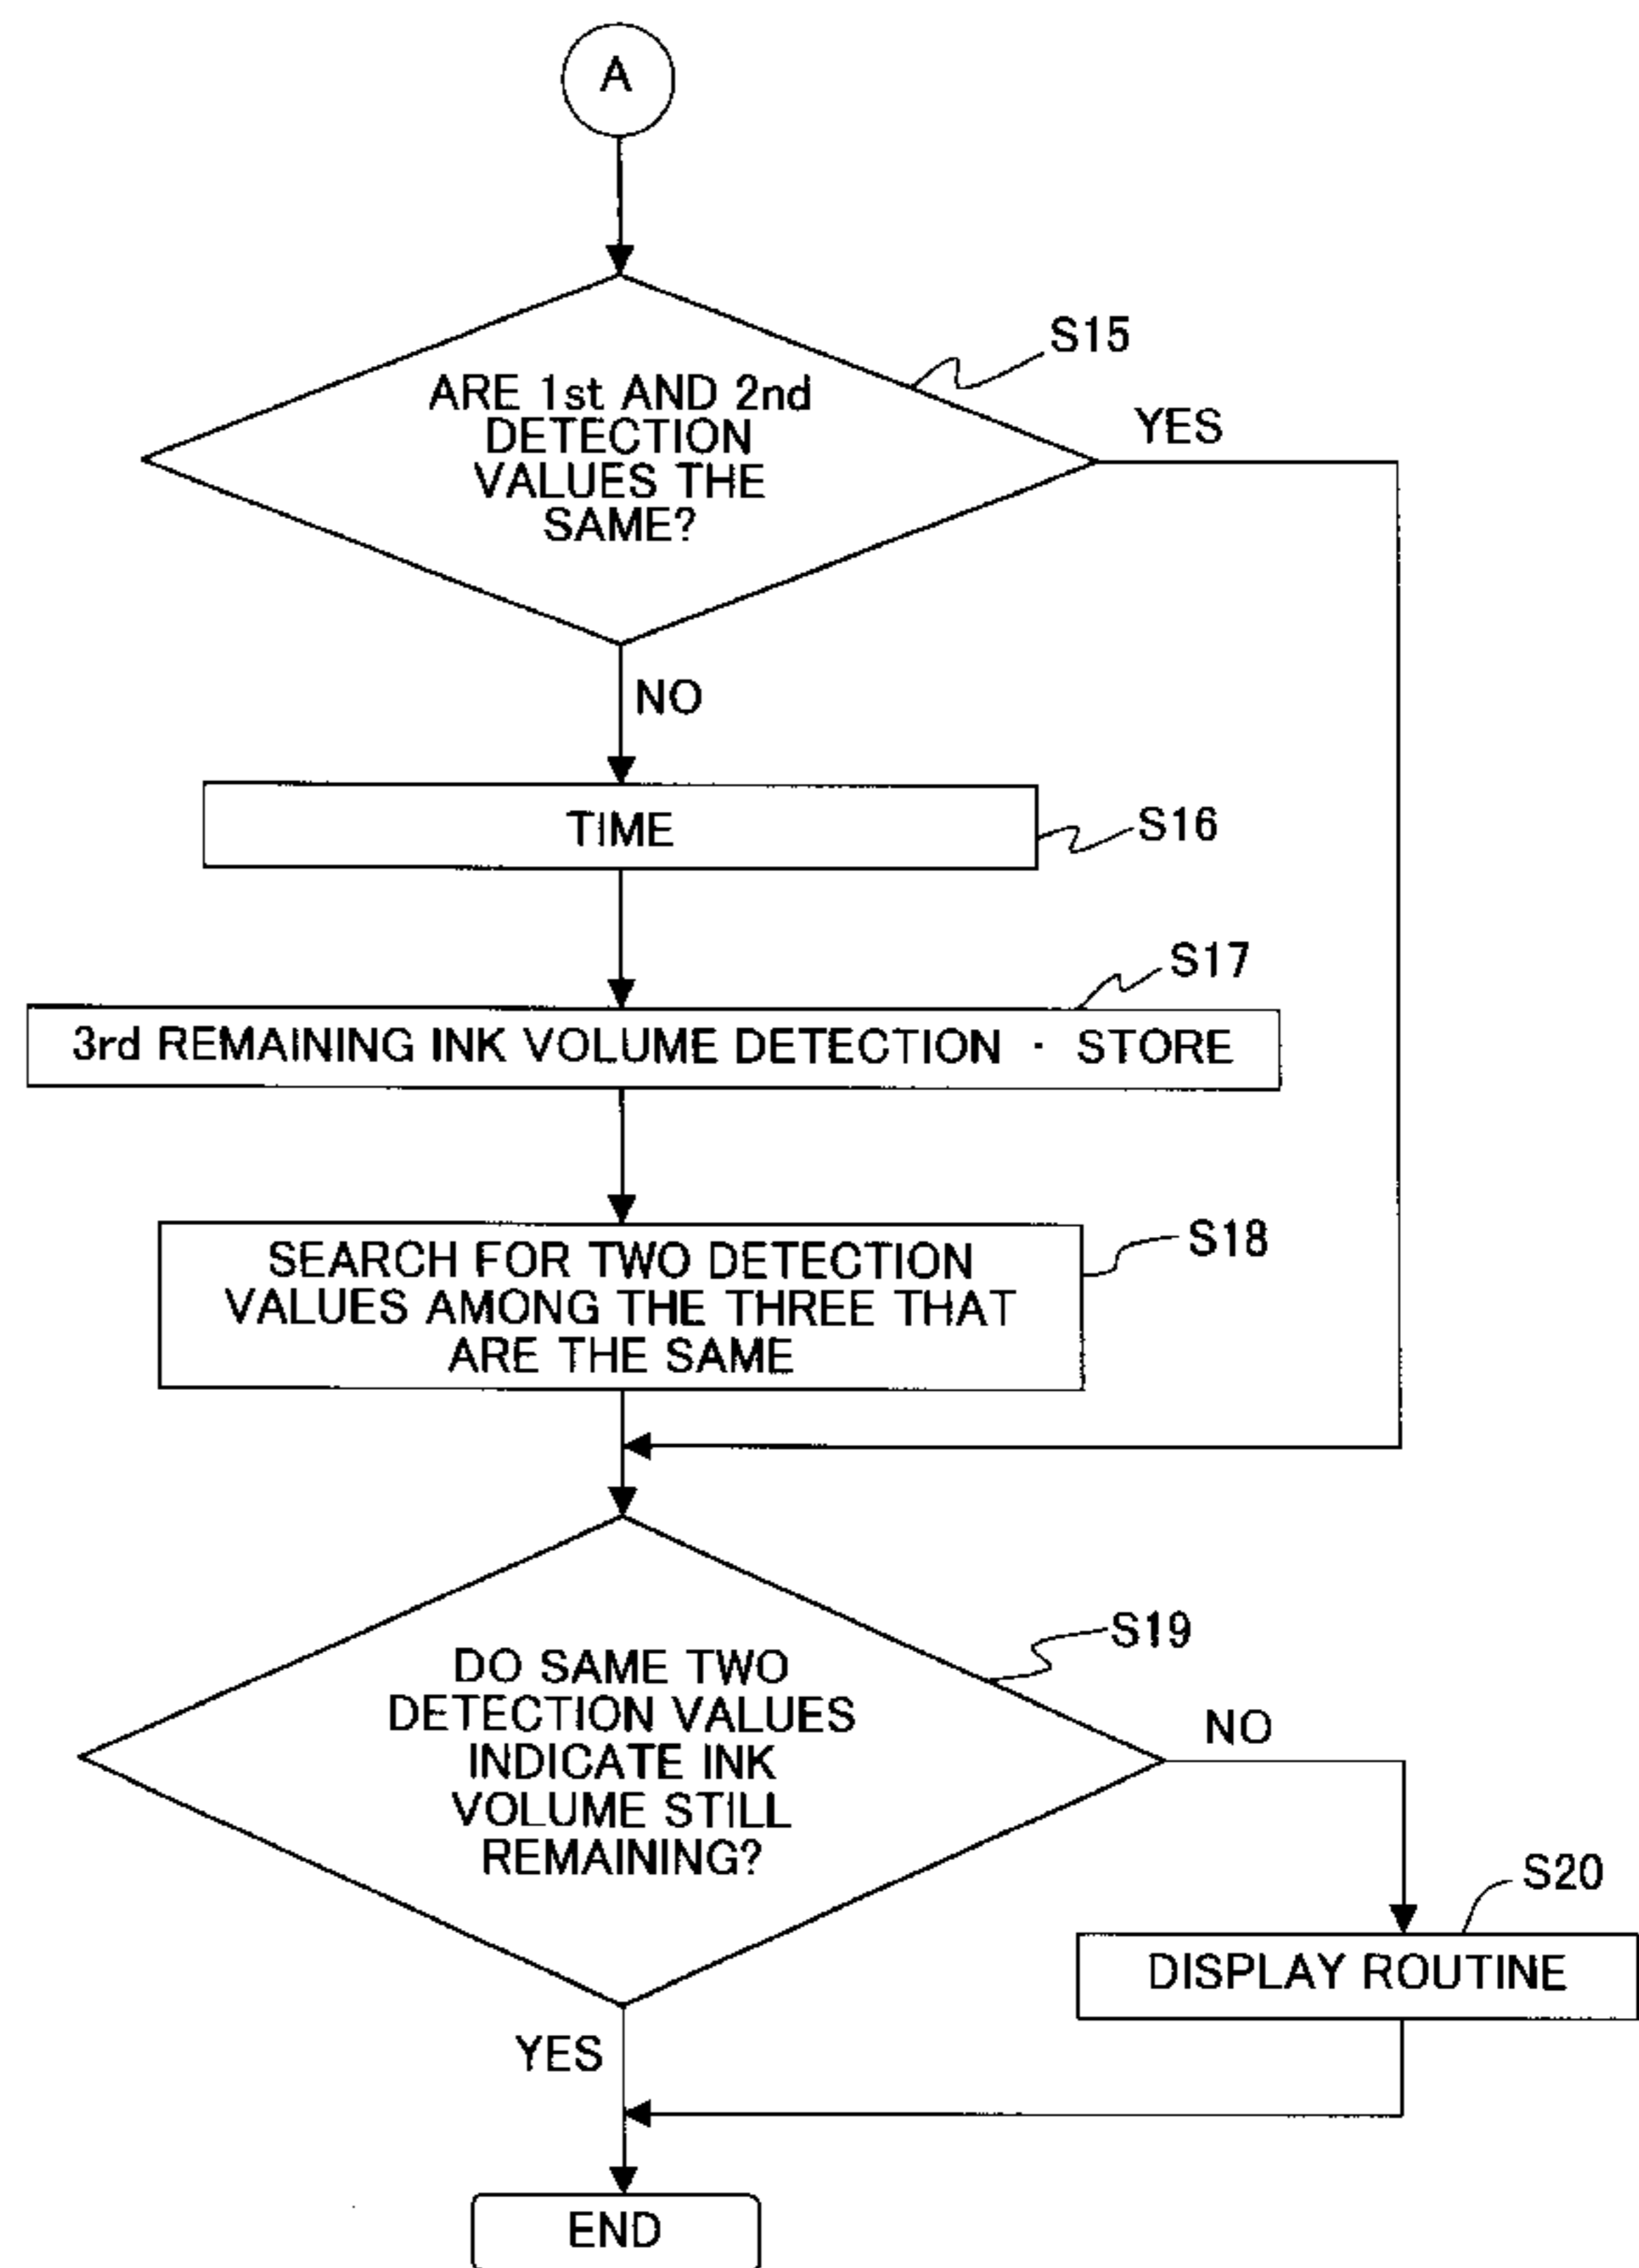 A
S15
ARE 1st AND 2nd
DETECTION
VALUES THE
SAME?
YES
NO
TIME
S16
S17
3rd REMAINING INK VOLUME DETECTION · STORE
S18
SEARCH FOR TWO DETECTION
VALUES AMONG THE THREE THAT
ARE THE SAME
S19
DO SAME TWO
DETECTION VALUES
INDICATE INK
VOLUME STILL
REMAINING?
NO
S20
DISPLAY ROUTINE
YES
END